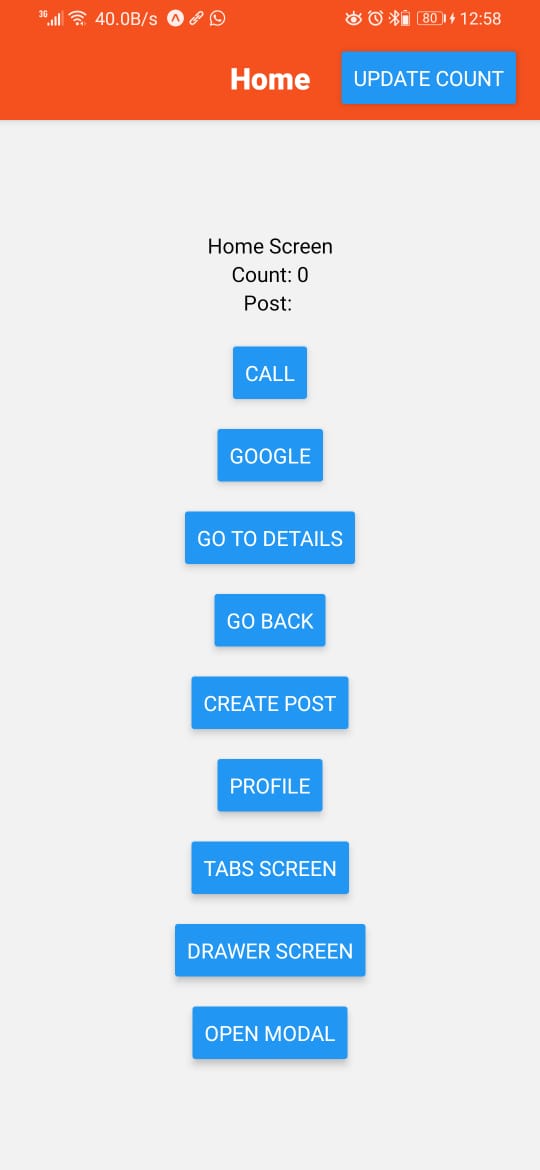 3G 40.0B/s 80 12:58
Home UPDATE COUNT
Home Screen
Count: 0
Post:
CALL
GOOGLE
GO TO DETAILS
GO BACK
CREATE POST
PROFILE
TABS SCREEN
DRAWER SCREEN
OPEN MODAL